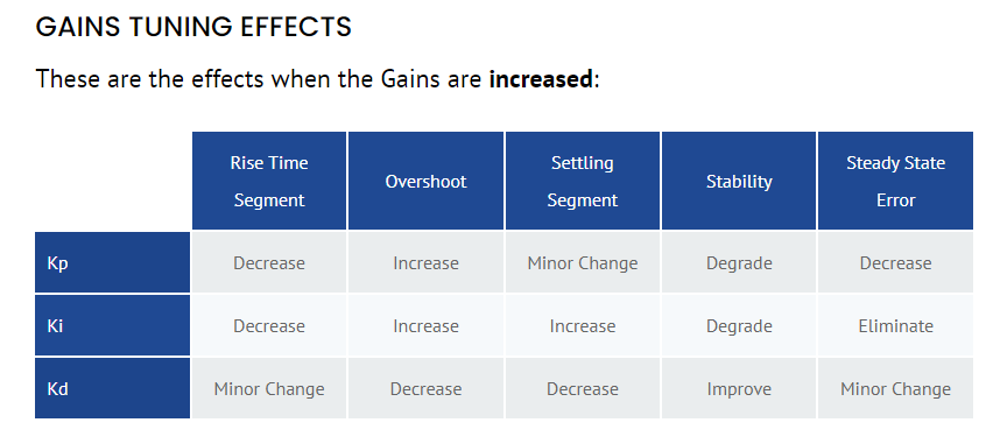 GAINS TUNING EFFECTS
These are the effects when the Gains are increased:
Rise Time
Segment
Overshoot
Settling
Segment
Stability
Steady State
Error
Kp Decrease Increase Minor Change Degrade Decrease
Ki Decrease Increase Increase Degrade Eliminate
Kd Minor Change Decrease Decrease Improve Minor Change